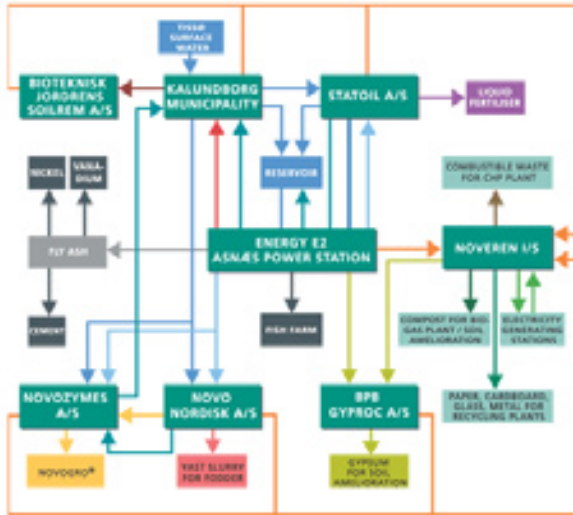 TISSØ
SURFACE
WATER
BIOTEKNISK
JORDRENS
SOILREM A/S
KALUNDBORG
MUNICIPALITY
STATOIL A/S
LIQUID
FERTILISER
NICKEL
VANA-
DIUM
RESERVOIR
COMBUSTIBLE WASTE
FOR CHP PLANT
FLY ASH
ENERGY E2
ASNÆS POWER STATION
NOVEREN I/S
CEMENT
FISH FARM
COMPOST FOR BIO-
GAS PLANT / SOIL
AMELIORATION
ELECTRICITY
GENERATING
STATIONS
NOVOZYMES
A/S
NOVO
NORDISK A/S
BPB
GYPROC A/S
PAPER, CARDBOARD,
GLASS, METAL FOR
RECYCLING PLANTS.
NOVOGRO®
YAST SLURRY
FOR FODDER
GYPSUM
FOR SOIL
AMELIORATION